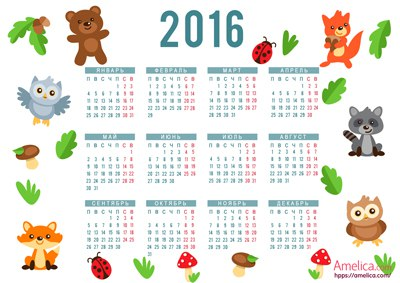 2016
ЯНВАРЬ
П В С Ч П С В
1 2 3
4 5 6 7 8 9 10
11 12 13 14 15 16 17
18 19 20 21 22 23 24
25 26 27 28 29 30 31
ФЕВРАЛЬ
П В С Ч П С В
1 2 3 4 5 6 7
8 9 10 11 12 13 14
15 16 17 18 19 20 21
22 23 24 25 26 27 28
29
МАРТ
П В С Ч П С В
1 2 3 4 5 6
7 8 9 10 11 12 13
14 15 16 17 18 19 20
21 22 23 24 25 26 27
28 29 30 31
АПРЕЛЬ
П В С Ч П С В
1 2 3
4 5 6 7 8 9 10
11 12 13 14 15 16 17
18 19 20 21 22 23 24
25 26 27 28 29 30
МАЙ
П В С Ч П С В
1
2 3 4 5 6 7 8
9 10 11 12 13 14 15
16 17 18 19 20 21 22
23 24 25 26 27 28 29
30 31
ИЮНЬ
П В С Ч П С В
1 2 3 4 5
6 7 8 9 10 11 12
13 14 15 16 17 18 19
20 21 22 23 24 25 26
27 28 29 30
ИЮЛЬ
П В С Ч П С В
1 2 3
4 5 6 7 8 9 10
11 12 13 14 15 16 17
18 19 20 21 22 23 24
25 26 27 28 29 30 31
АВГУСТ
П В С Ч П С В
1 2 3 4 5 6 7
8 9 10 11 12 13 14
15 16 17 18 19 20 21
22 23 24 25 26 27 28
29 30 31
СЕНТЯБРЬ
П В С Ч П С В
1 2 3 4
5 6 7 8 9 10 11
12 13 14 15 16 17 18
19 20 21 22 23 24 25
26 27 28 29 30
ОКТЯБРЬ
П В С Ч П С В
1 2
3 4 5 6 7 8 9
10 11 12 13 14 15 16
17 18 19 20 21 22 23
24 25 26 27 28 29 30
31
НОЯБРЬ
П В С Ч П С В
1 2 3 4 5 6
7 8 9 10 11 12 13
14 15 16 17 18 19 20
21 22 23 24 25 26 27
28 29 30
ДЕКАБРЬ
П В С Ч П С В
1 2 3 4
5 6 7 8 9 10 11
12 13 14 15 16 17 18
19 20 21 22 23 24 25
26 27 28 29 30 31
Amelica.com
hpps://amelica.com/